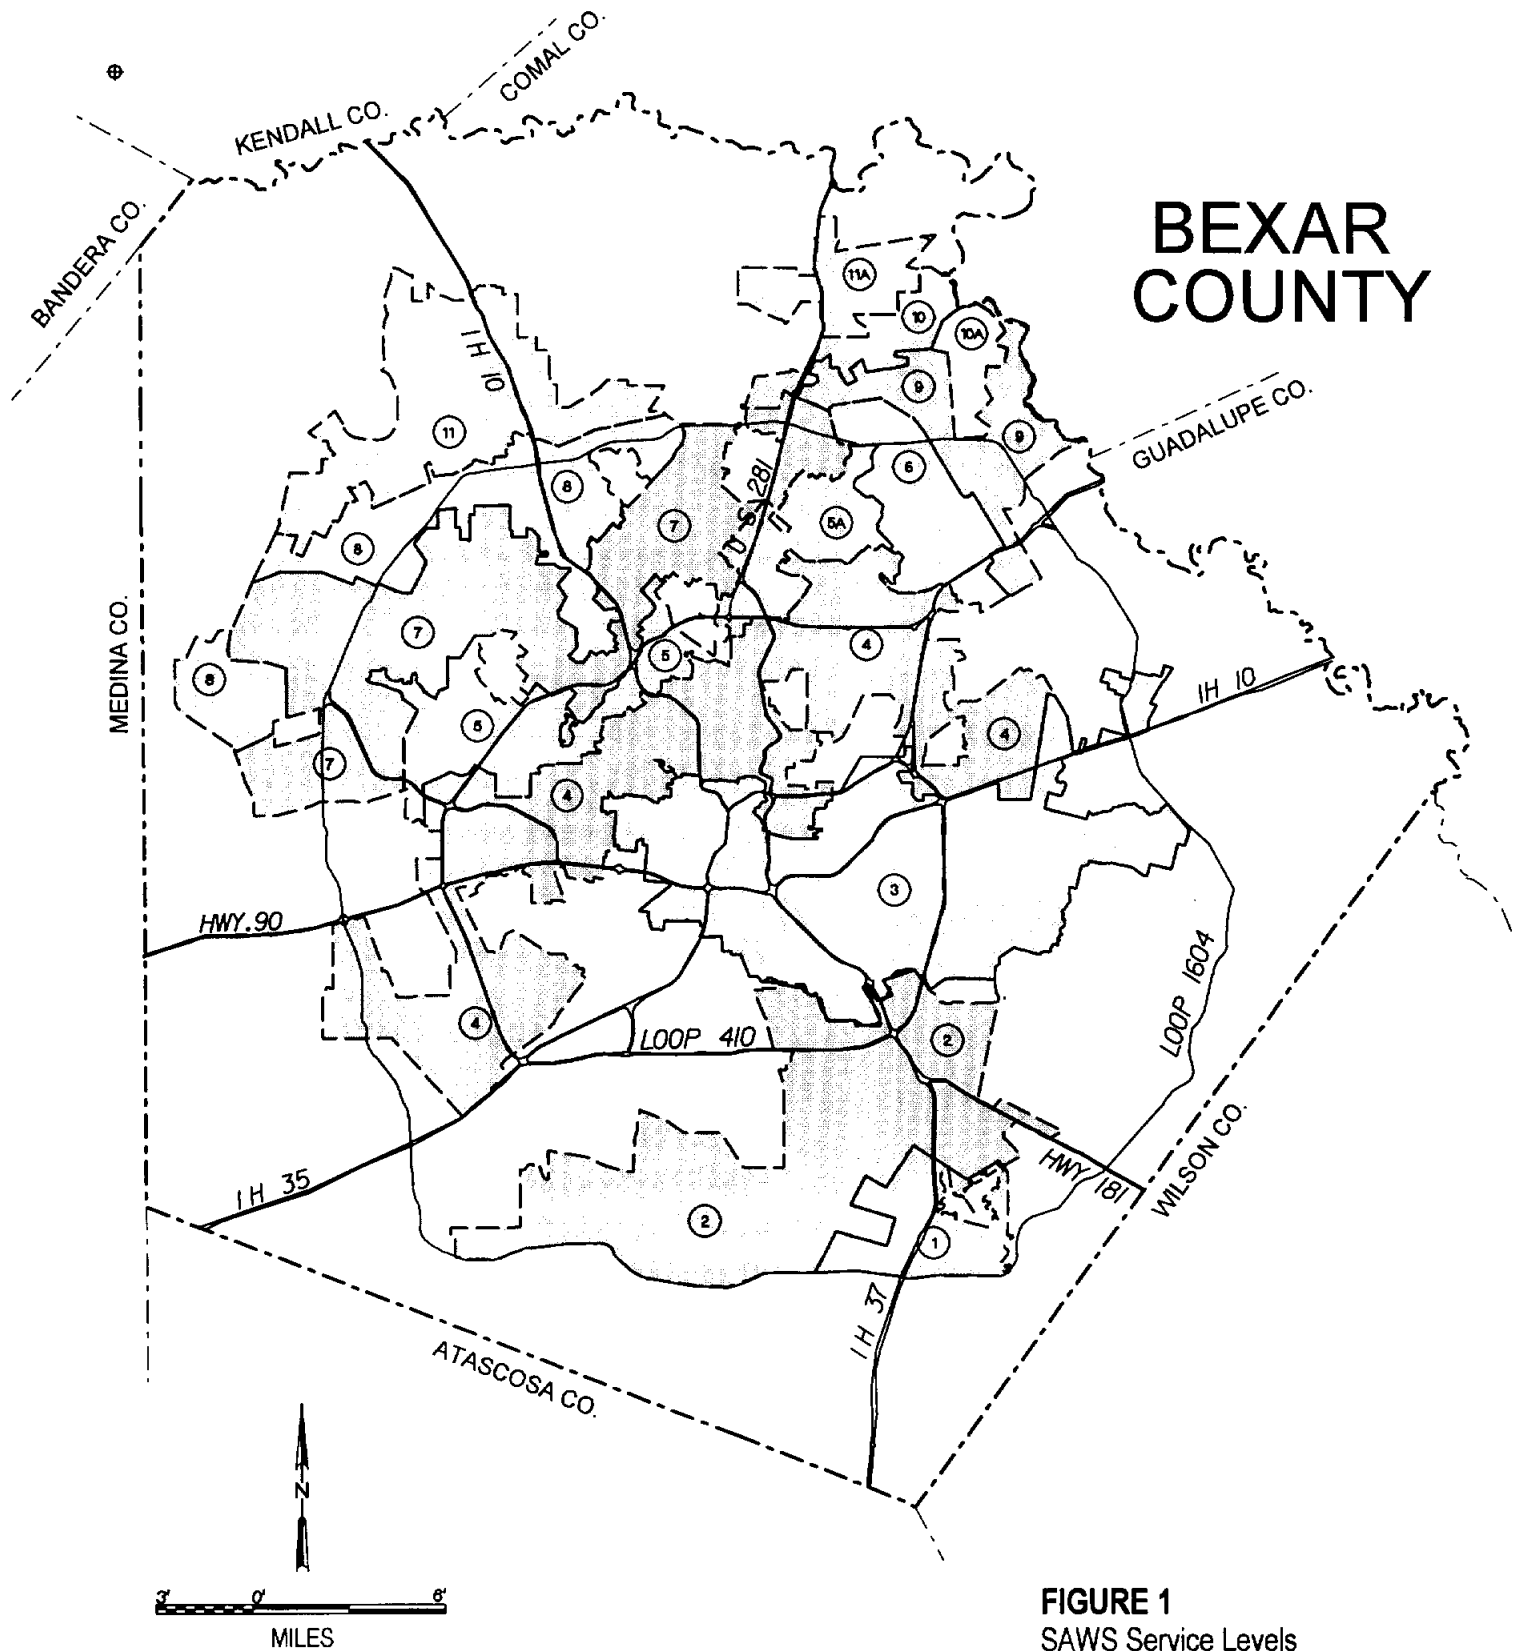 COMAL CO.
KENDALL CO.
BANDERA CO.
BEXAR
COUNTY
11A
10
10A
IH 10
9
9
GUADALUPE CO.
11
6
8
U S 281
7
5A
8
MEDINA CO.
7
4
5
8
IH 10
5
4
7
4
3
HWY. 90
LOOP 1604
4
LOOP 410
2
WILSON CO.
HWY 181
IH 35
2
1
IH 37
ATASCOSA CO.
N
3' 0' 6'
MILES
FIGURE 1
SAWS Service Levels